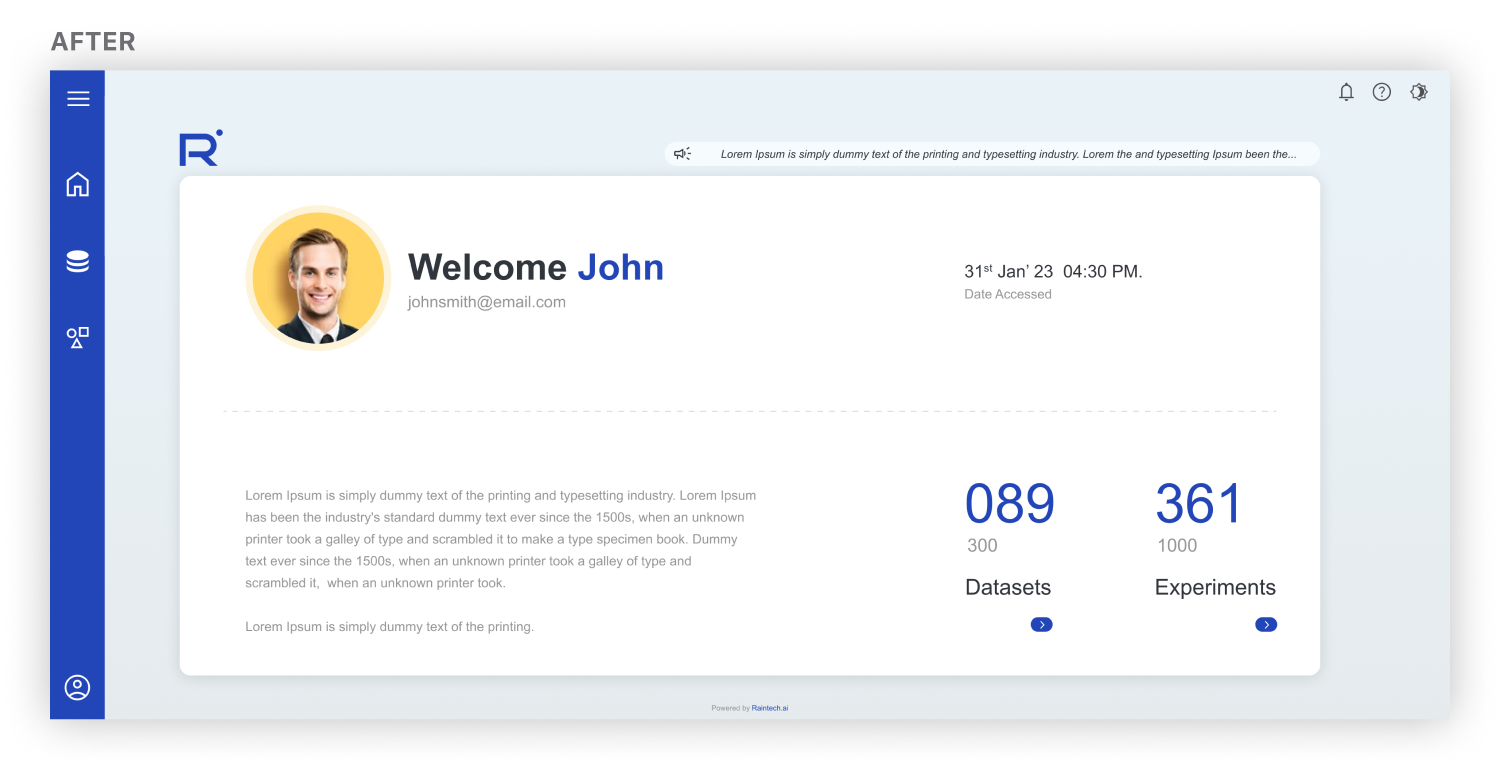 AFTER
R
Lorem Ipsum is simply dummy text of the printing and typesetting industry. Lorem the and typesetting Ipsum been the...
Welcome John
johnsmith@email.com
31st Jan’ 23 04:30 PM.
Date Accessed
Lorem Ipsum is simply dummy text of the printing and typesetting industry. Lorem Ipsum
has been the industry's standard dummy text ever since the 1500s, when an unknown
printer took a galley of type and scrambled it to make a type specimen book. Dummy
text ever since the 1500s, when an unknown printer took a galley of type and
scrambled it, when an unknown printer took.
Lorem Ipsum is simply dummy text of the printing.
089
300
Datasets
361
1000
Experiments
Powered by Raintech.ai